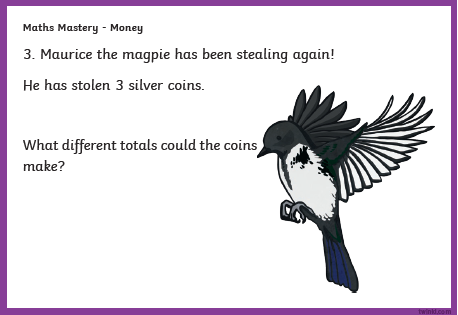 Maths Mastery - Money
3. Maurice the magpie has been stealing again!
He has stolen 3 silver coins.
What different totals could the coins
make?
twinkl.com